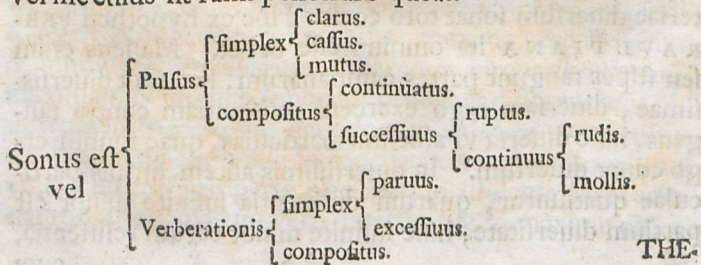 clarus.
ſimplex caſſus.
mutus.
Pulſus continuatus.
compoſitus ruptus.
ſucceſſiuus rudis.
continuus
Sonus eſt mollis.
vel
paruus.
ſimplex
exceſſiuus.
Verberationis
compoſitus.
THE-